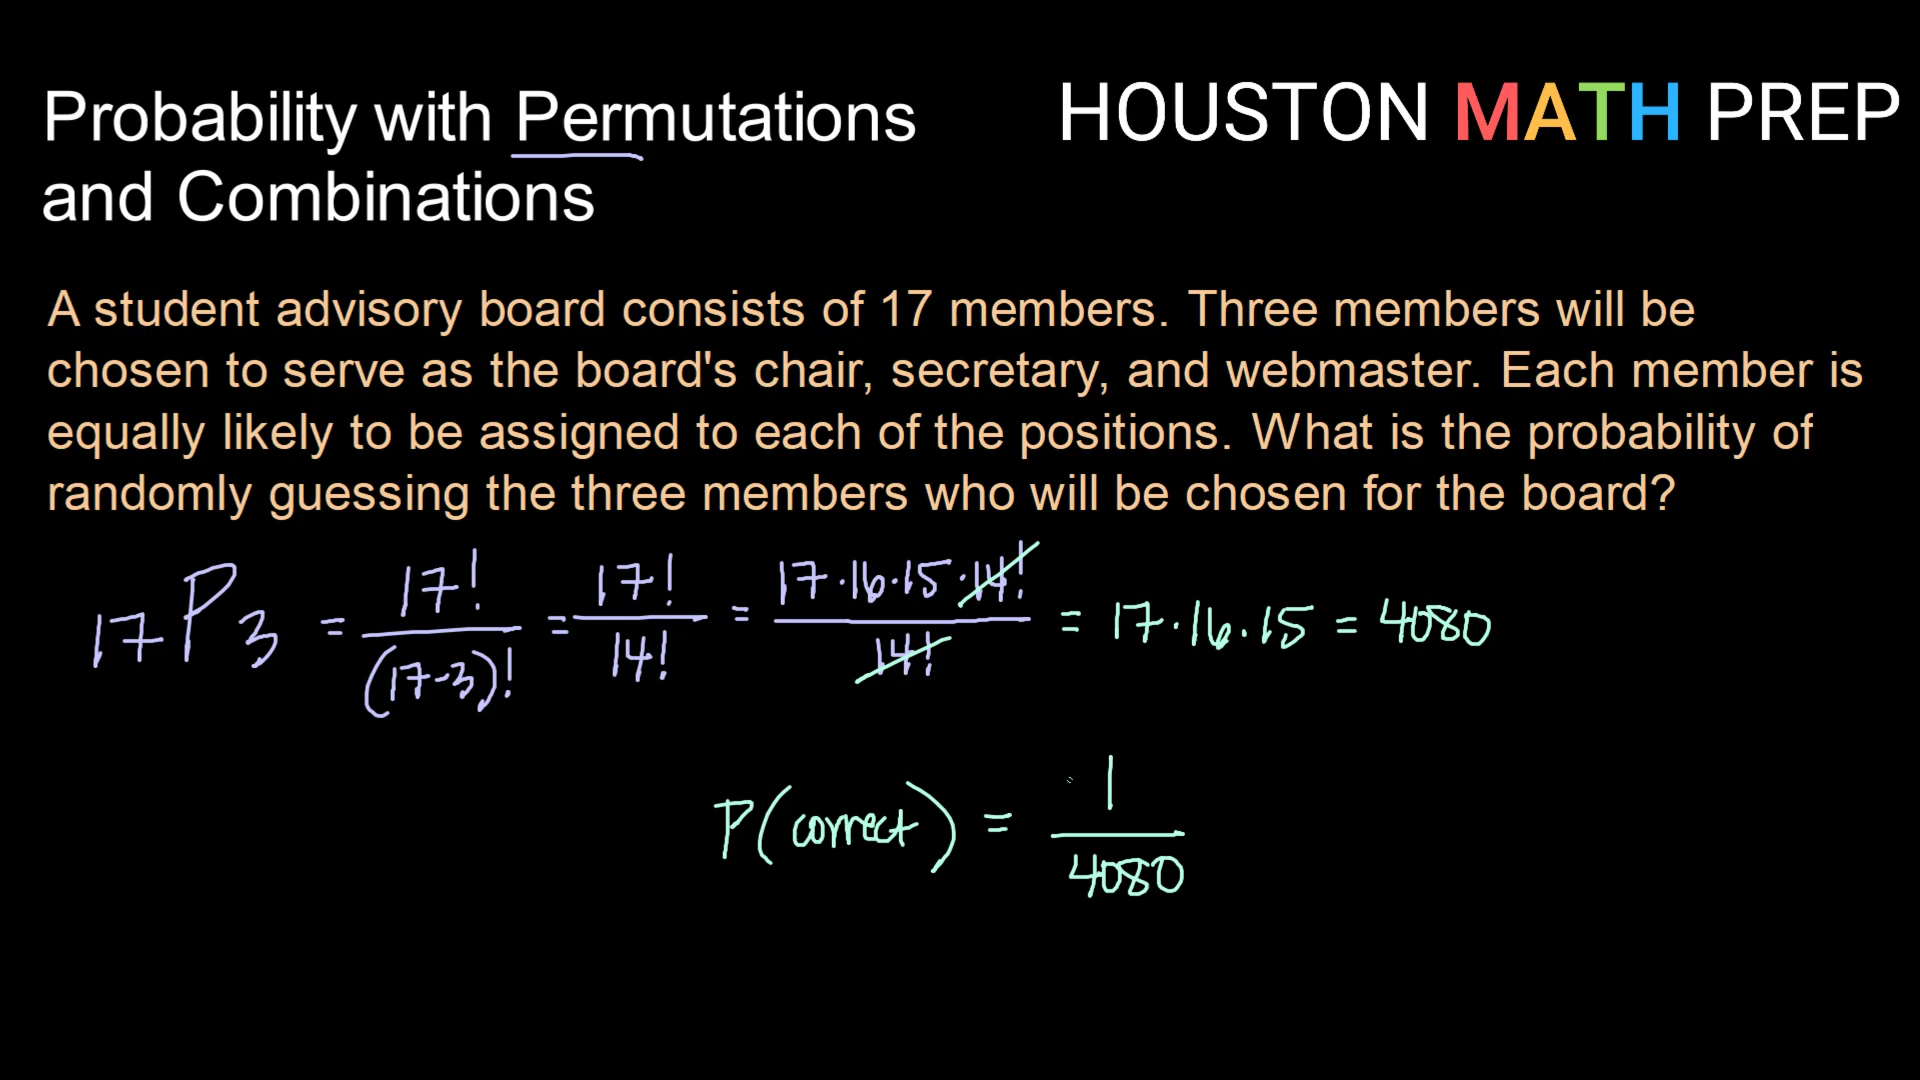 Probability with Permutations
and Combinations
HOUSTON MATH PREP
A student advisory board consists of 17 members. Three members will be
chosen to serve as the board's chair, secretary, and webmaster. Each member is
equally likely to be assigned to each of the positions. What is the probability of
randomly guessing the three members who will be chosen for the board?
17 P 3 = 17! / (17-3)! = 17! / 14! = 17·16·15·14! / 14! = 17·16·15 = 4080
P(correct) = 1 / 4080